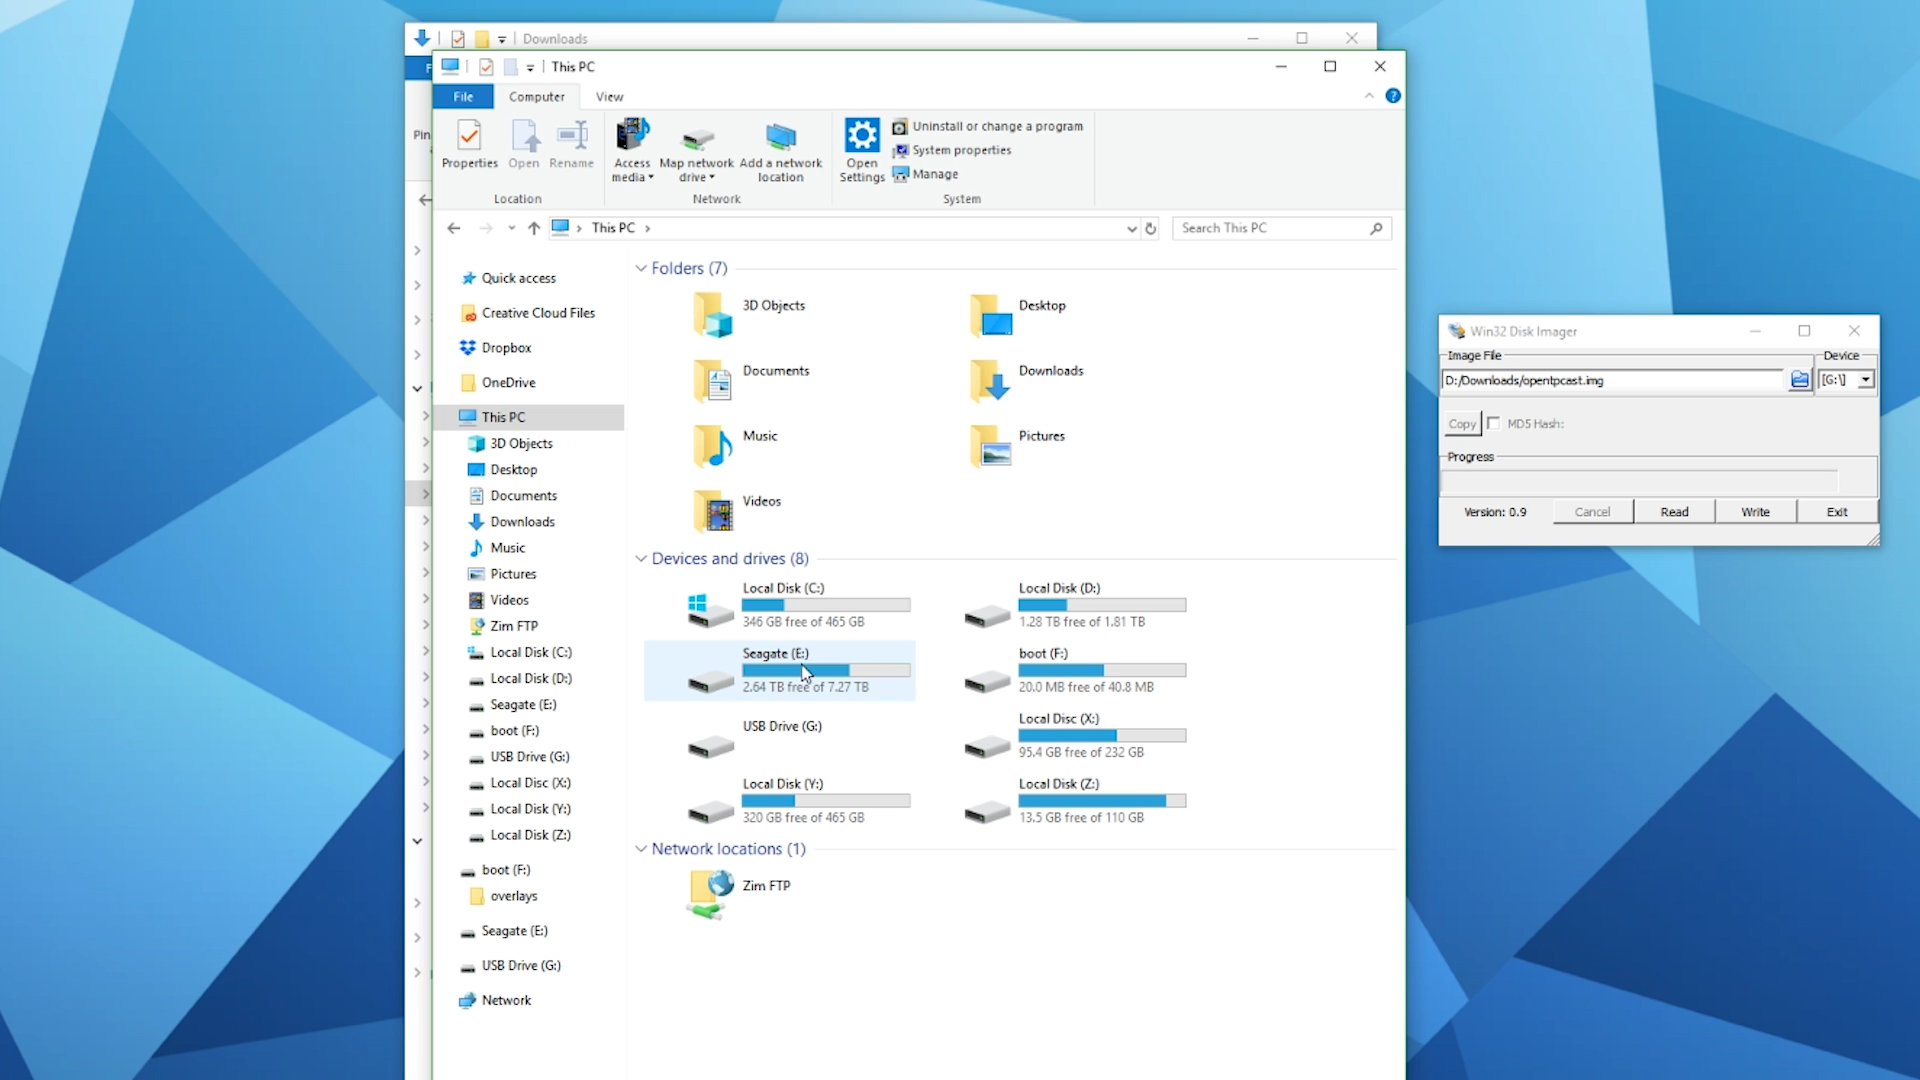 Downloads
F
Pin
This PC
File
Computer
View
Properties
Open
Rename
Access media
Map network drive
Add a network location
Open Settings
Uninstall or change a program
System properties
Manage
Location
Network
System
This PC
Search This PC
Quick access
Creative Cloud Files
Dropbox
OneDrive
This PC
3D Objects
Desktop
Documents
Downloads
Music
Pictures
Videos
Zim FTP
Local Disk (C:)
Local Disk (D:)
Seagate (E:)
boot (F:)
USB Drive (G:)
Local Disc (X:)
Local Disk (Y:)
Local Disk (Z:)
boot (F:)
overlays
Seagate (E:)
USB Drive (G:)
Network
Folders (7)
3D Objects
Desktop
Documents
Downloads
Music
Pictures
Videos
Devices and drives (8)
Local Disk (C:)
346 GB free of 465 GB
Local Disk (D:)
1.28 TB free of 1.81 TB
Seagate (E:)
2.64 TB free of 7.27 TB
boot (F:)
20.0 MB free of 40.8 MB
USB Drive (G:)
Local Disc (X:)
95.4 GB free of 232 GB
Local Disk (Y:)
320 GB free of 465 GB
Local Disk (Z:)
13.5 GB free of 110 GB
Network locations (1)
Zim FTP
Win32 Disk Imager
Image File
Device
D:/Downloads/opentpcast.img
[G:\]
Copy
MD5 Hash:
Progress
Version: 0.9
Cancel
Read
Write
Exit